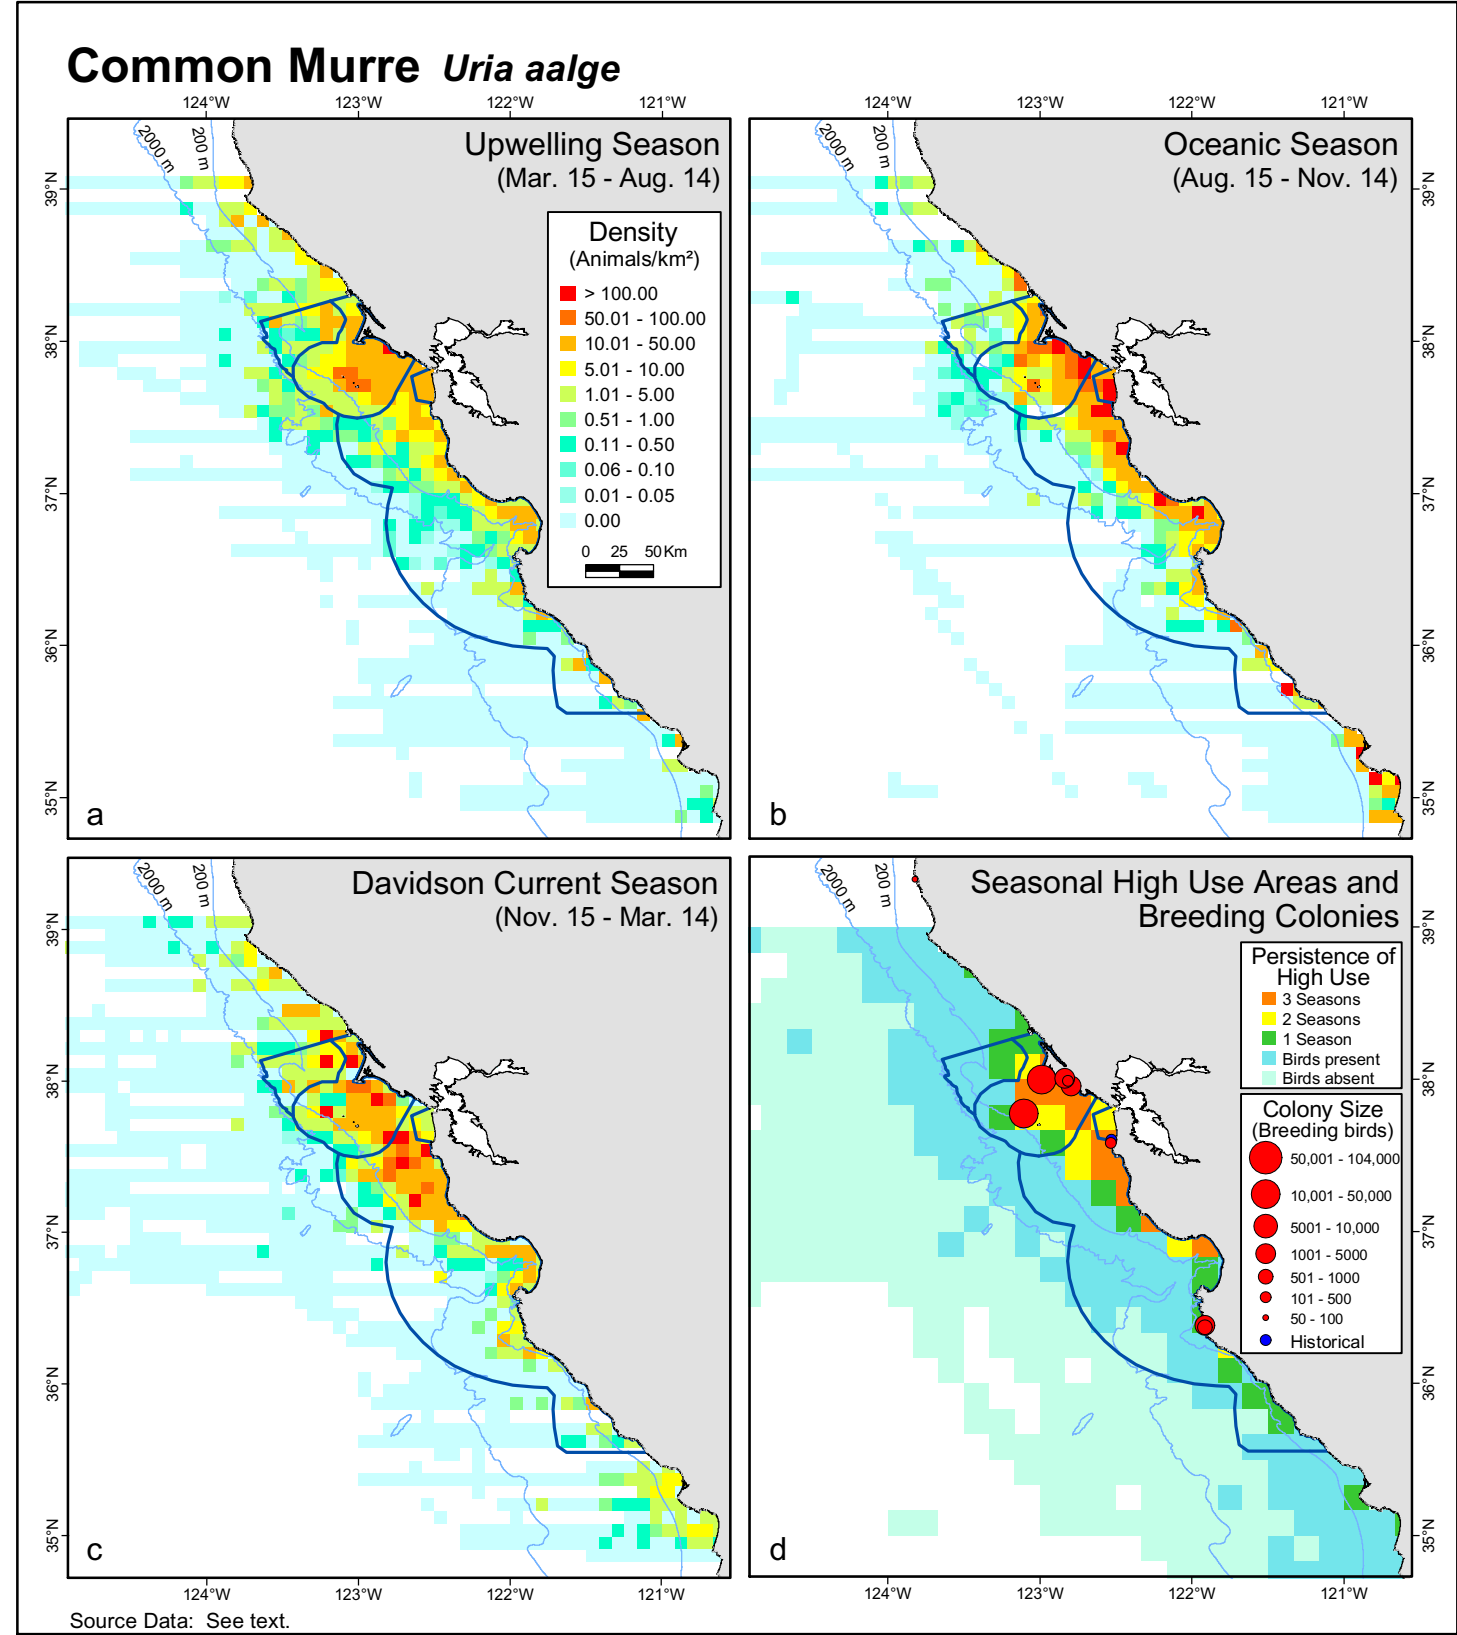 Common Murre Uria aalge
124°W 123°W 122°W 121°W
124°W 123°W 122°W 121°W
Upwelling Season
(Mar. 15 - Aug. 14)
2000 m
200 m
39°N
38°N
37°N
36°N
35°N
Density
(Animals/km²)
> 100.00
50.01 - 100.00
10.01 - 50.00
5.01 - 10.00
1.01 - 5.00
0.51 - 1.00
0.11 - 0.50
0.06 - 0.10
0.01 - 0.05
0.00
0 25 50 Km
a
Oceanic Season
(Aug. 15 - Nov. 14)
2000 m
200 m
39°N
38°N
37°N
36°N
35°N
b
Davidson Current Season
(Nov. 15 - Mar. 14)
2000 m
200 m
39°N
38°N
37°N
36°N
35°N
c
Seasonal High Use Areas and
Breeding Colonies
2000 m
200 m
39°N
38°N
37°N
36°N
35°N
Persistence of
High Use
3 Seasons
2 Seasons
1 Season
Birds present
Birds absent
Colony Size
(Breeding birds)
50,001 - 104,000
10,001 - 50,000
5001 - 10,000
1001 - 5000
501 - 1000
101 - 500
50 - 100
Historical
d
124°W 123°W 122°W 121°W
124°W 123°W 122°W 121°W
Source Data: See text.